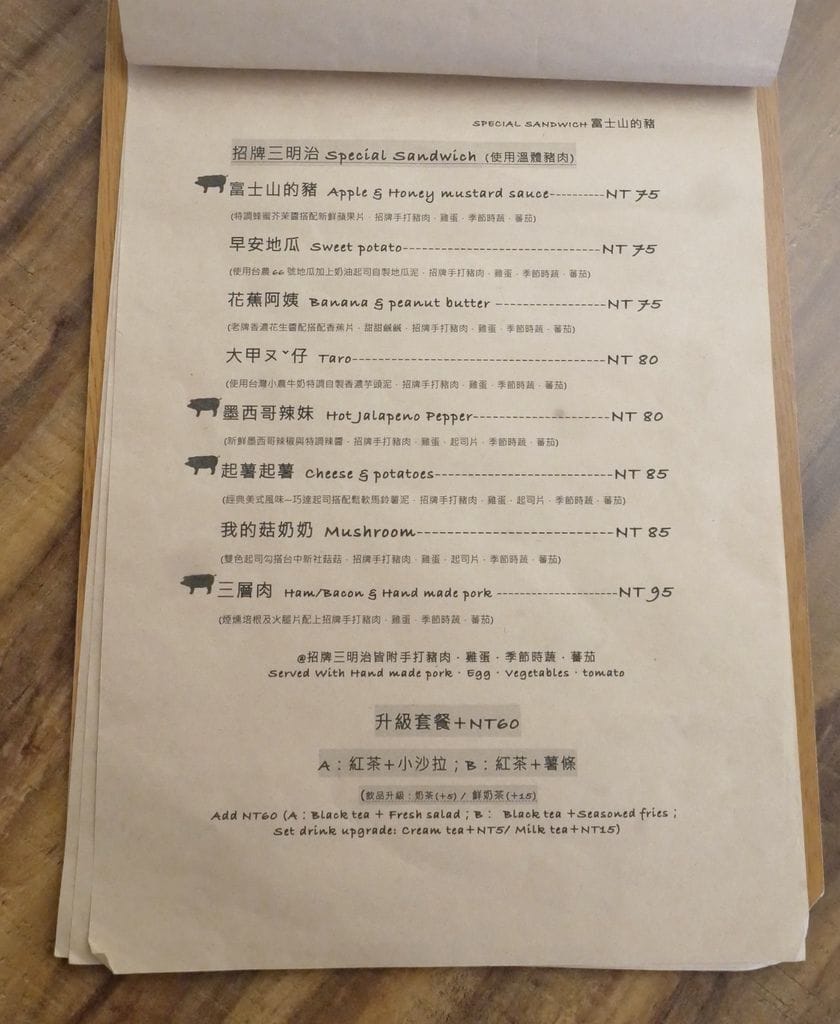 SPECIAL SANDWICH 富士山的豬
招牌三明治 Special Sandwich (使用溫體豬肉)
富士山的豬 Apple & Honey mustard sauce---------NT 75
(特調蜂蜜芥茉醬搭配新鮮蘋果片﹑招牌手打豬肉﹑雞蛋﹑季節時蔬﹑蕃茄)
早安地瓜 Sweet potato--------------------------------NT 75
(使用台農66 號地瓜加上奶油起司自製地瓜泥﹑招牌手打豬肉﹑雞蛋﹑季節時蔬﹑蕃茄)
花蕉阿姨 Banana & peanut butter ------------------NT 75
(老牌香濃花生醬配搭配香蕉片﹑甜甜鹹鹹﹑招牌手打豬肉﹑雞蛋﹑季節時蔬﹑蕃茄)
大甲ㄡˇ仔 Taro-----------------------------------------NT 80
(使用台灣小農牛奶特調自製香濃芋頭泥﹑招牌手打豬肉﹑雞蛋﹑季節時蔬﹑蕃茄)
墨西哥辣妹 Hot Jalapeno Pepper----------------------NT 80
(新鮮墨西哥辣椒與特調辣醬﹑招牌手打豬肉﹑雞蛋﹑起司片﹑季節時蔬﹑蕃茄)
起薯起薯 Cheese & potatoes-----------------------------NT 85
(經典美式風味—巧達起司搭配鬆軟馬鈴薯泥﹑招牌手打豬肉﹑雞蛋﹑起司片﹑季節時蔬﹑蕃茄)
我的菇奶奶 Mushroom--------------------------------NT 85
(雙色起司勾搭台中新社菇菇﹑招牌手打豬肉﹑雞蛋﹑起司片﹑季節時蔬﹑蕃茄)
三層肉 Ham/Bacon & Hand made pork --------------------NT 95
(煙燻培根及火腿片配上招牌手打豬肉﹑雞蛋﹑季節時蔬﹑蕃茄)
@招牌三明治皆附手打豬肉﹑雞蛋﹑季節時蔬﹑蕃茄
Served With Hand made pork﹑Egg﹑Vegetables﹑tomato
升級套餐+NT60
A：紅茶+小沙拉；B：紅茶+薯條
(飲品升級：奶茶(+5) / 鮮奶茶(+15)
Add NT60 (A：Black tea + Fresh salad；B： Black tea +Seasoned fries；
Set drink upgrade: Cream tea+NT5/ Milk tea+NT15)